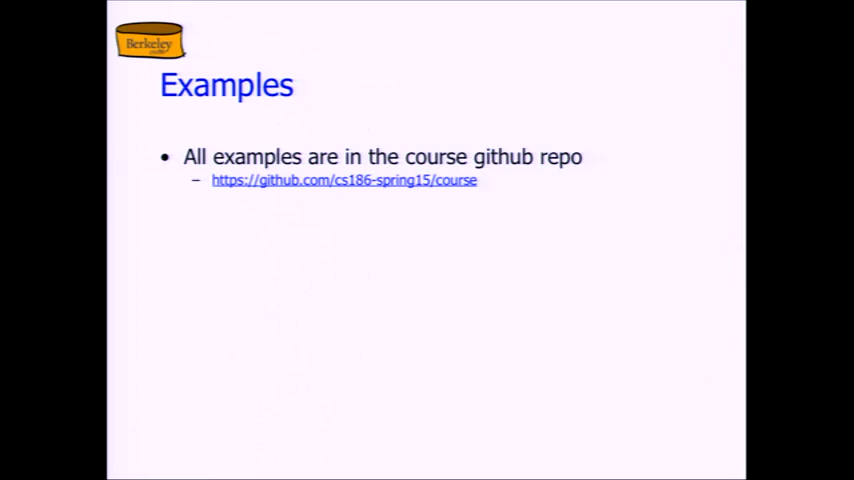 Berkeley
Examples
• All examples are in the course github repo
– https://github.com/cs186-spring15/course